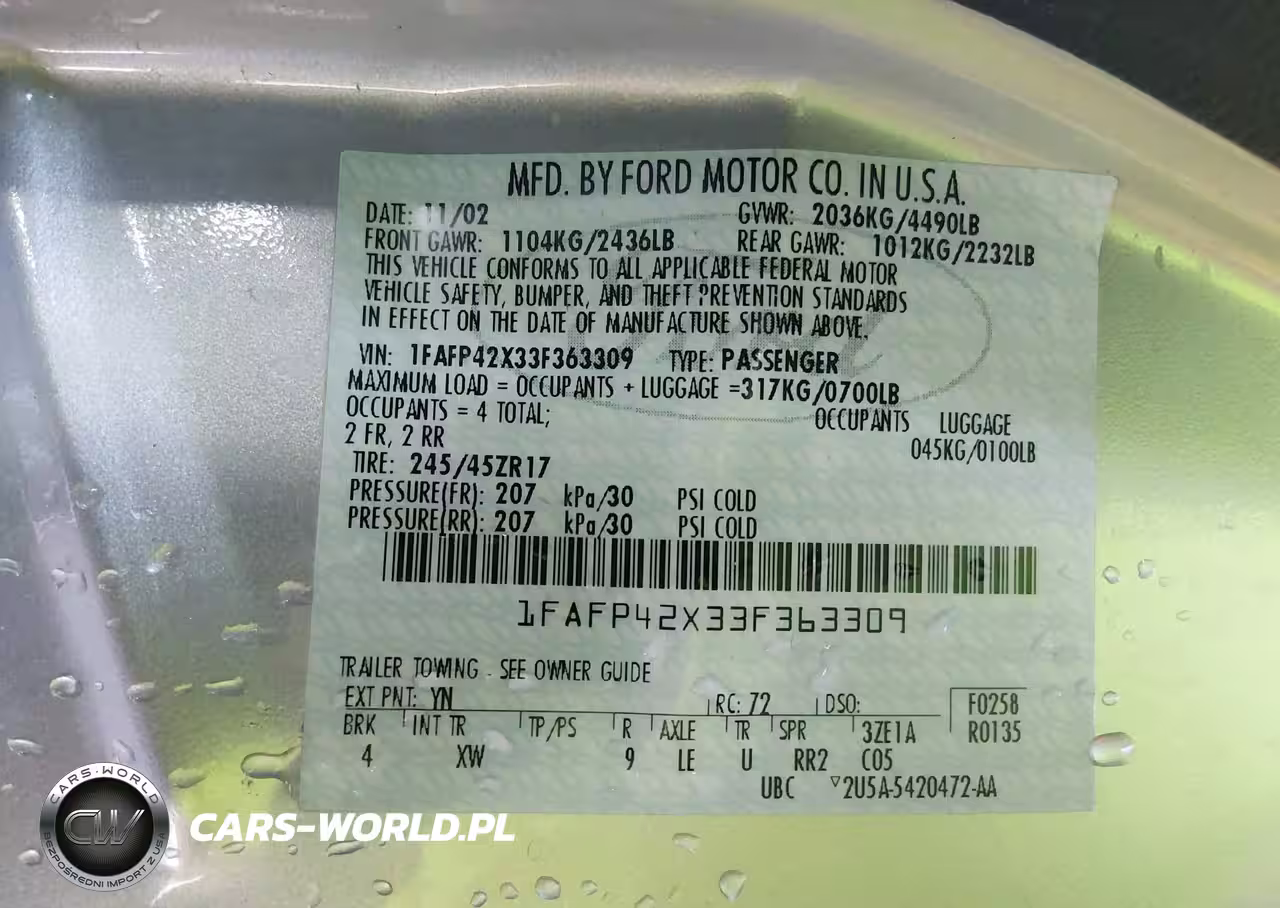 MFD. BY FORD MOTOR CO. IN U.S.A.
DATE: 11/02 GVWR: 2036KG/4490LB
FRONT GAWR: 1104KG/2436LB REAR GAWR: 1012KG/2232LB
THIS VEHICLE CONFORMS TO ALL APPLICABLE FEDERAL MOTOR
VEHICLE SAFETY, BUMPER, AND THEFT PREVENTION STANDARDS
IN EFFECT ON THE DATE OF MANUFACTURE SHOWN ABOVE.
VIN: 1FAFP42X33F363309 TYPE: PASSENGER
MAXIMUM LOAD = OCCUPANTS + LUGGAGE =317KG/0700LB
OCCUPANTS = 4 TOTAL; OCCUPANTS LUGGAGE
2 FR, 2 RR 045KG/0100LB
TIRE: 245/45ZR17
PRESSURE(FR): 207 kPa/30 PSI COLD
PRESSURE(RR): 207 kPa/30 PSI COLD
1FAFP42X33F363309
TRAILER TOWING - SEE OWNER GUIDE
EXT PNT: YN RC: 72 DSO: F0258
BRK INT TR TP/PS R AXLE TR SPR 3ZE1A R0135
4 XW 9 LE U RR2 C05
UBC ▽2U5A-5420472-AA
CARS-WORLD
CW
BEZPOŚREDNI IMPORT Z USA
CARS-WORLD.PL